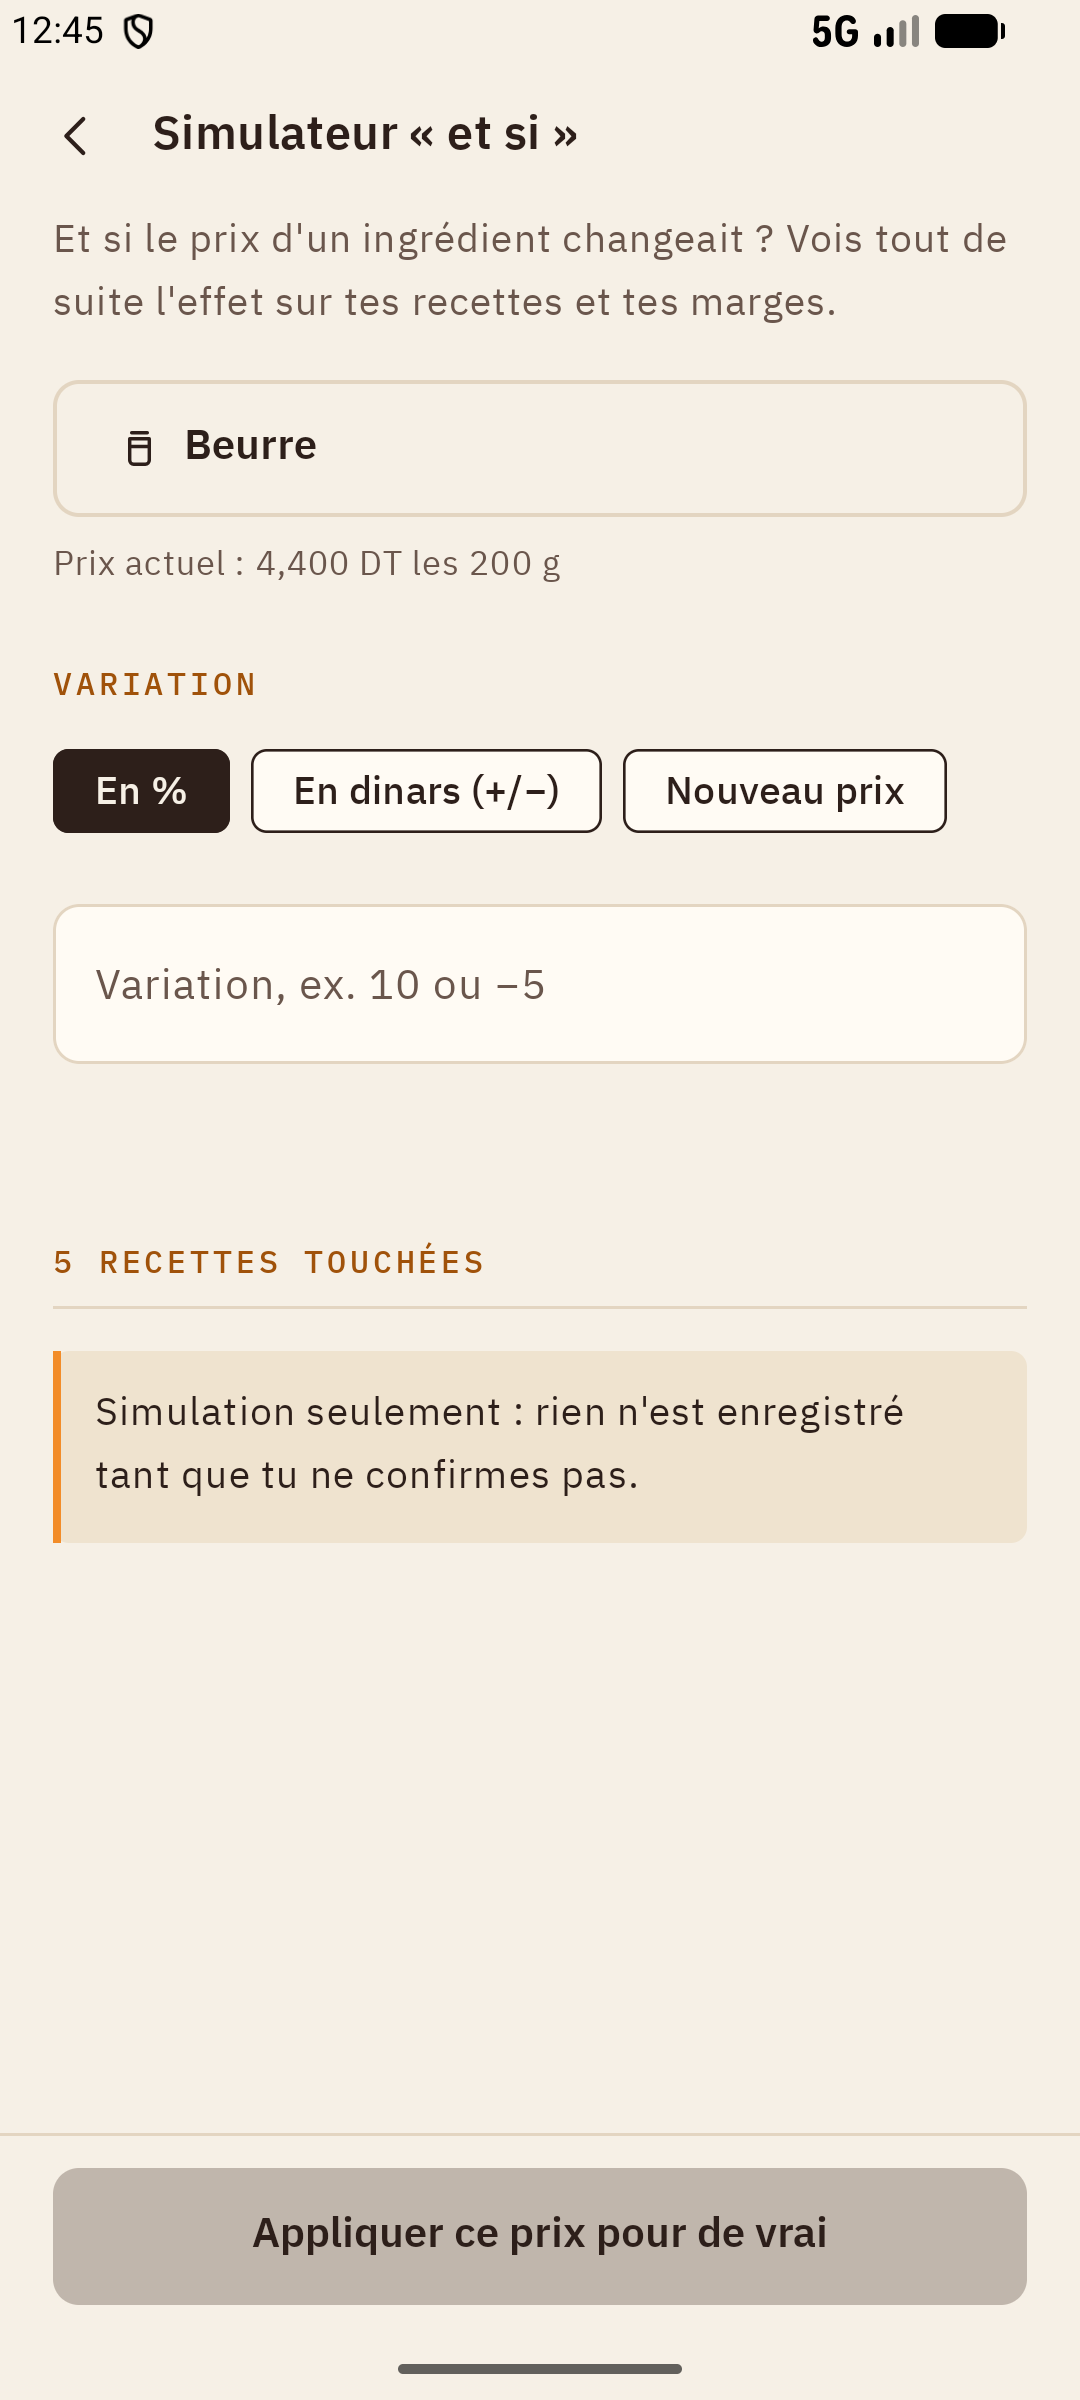 12:45
5G
Simulateur « et si »
Et si le prix d'un ingrédient changeait ? Vois tout de
suite l'effet sur tes recettes et tes marges.
Beurre
Prix actuel : 4,400 DT les 200 g
VARIATION
En %
En dinars (+/−)
Nouveau prix
Variation, ex. 10 ou −5
5 RECETTES TOUCHÉES
Simulation seulement : rien n'est enregistré
tant que tu ne confirmes pas.
Appliquer ce prix pour de vrai